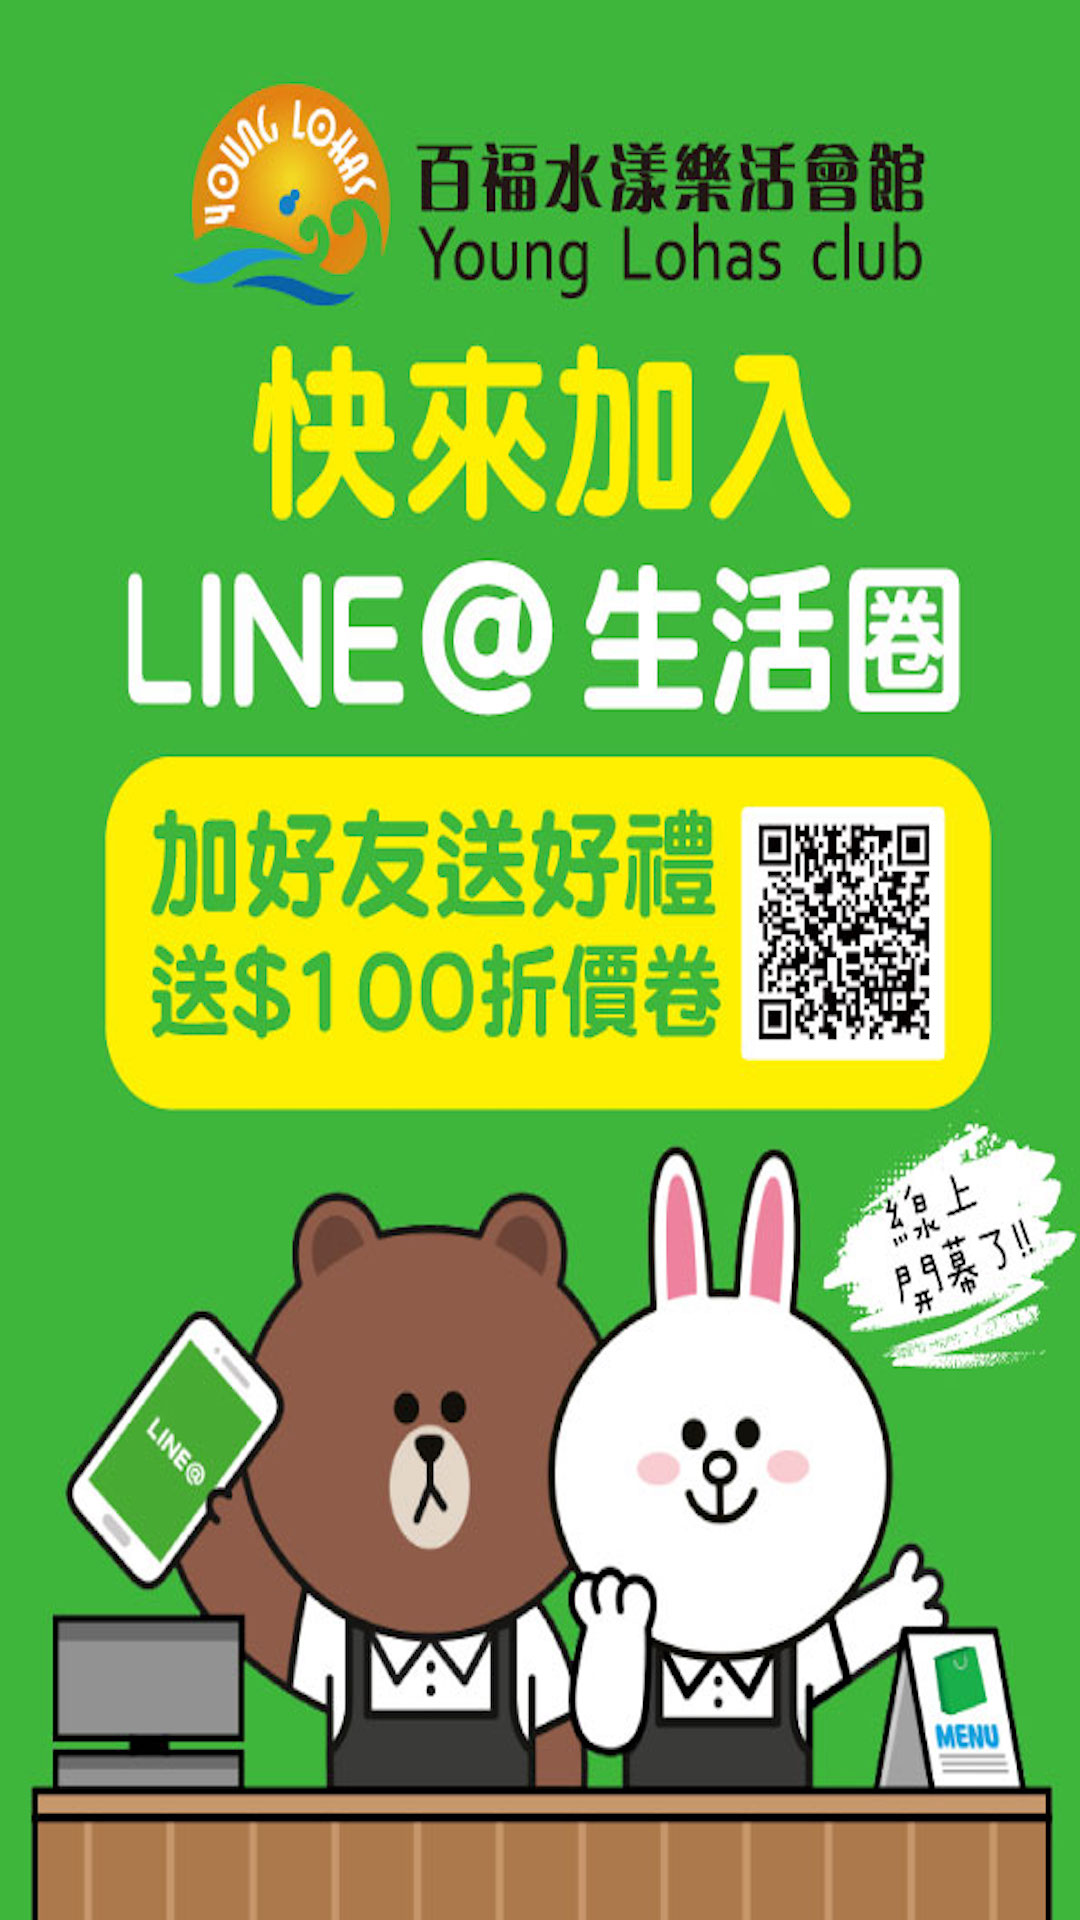 YOUNG LOHAS
百福水漾樂活會館
Young Lohas club
快來加入
LINE@生活圈
加好友送好禮
送$100折價卷
線上
開幕了!!
LINE@
MENU